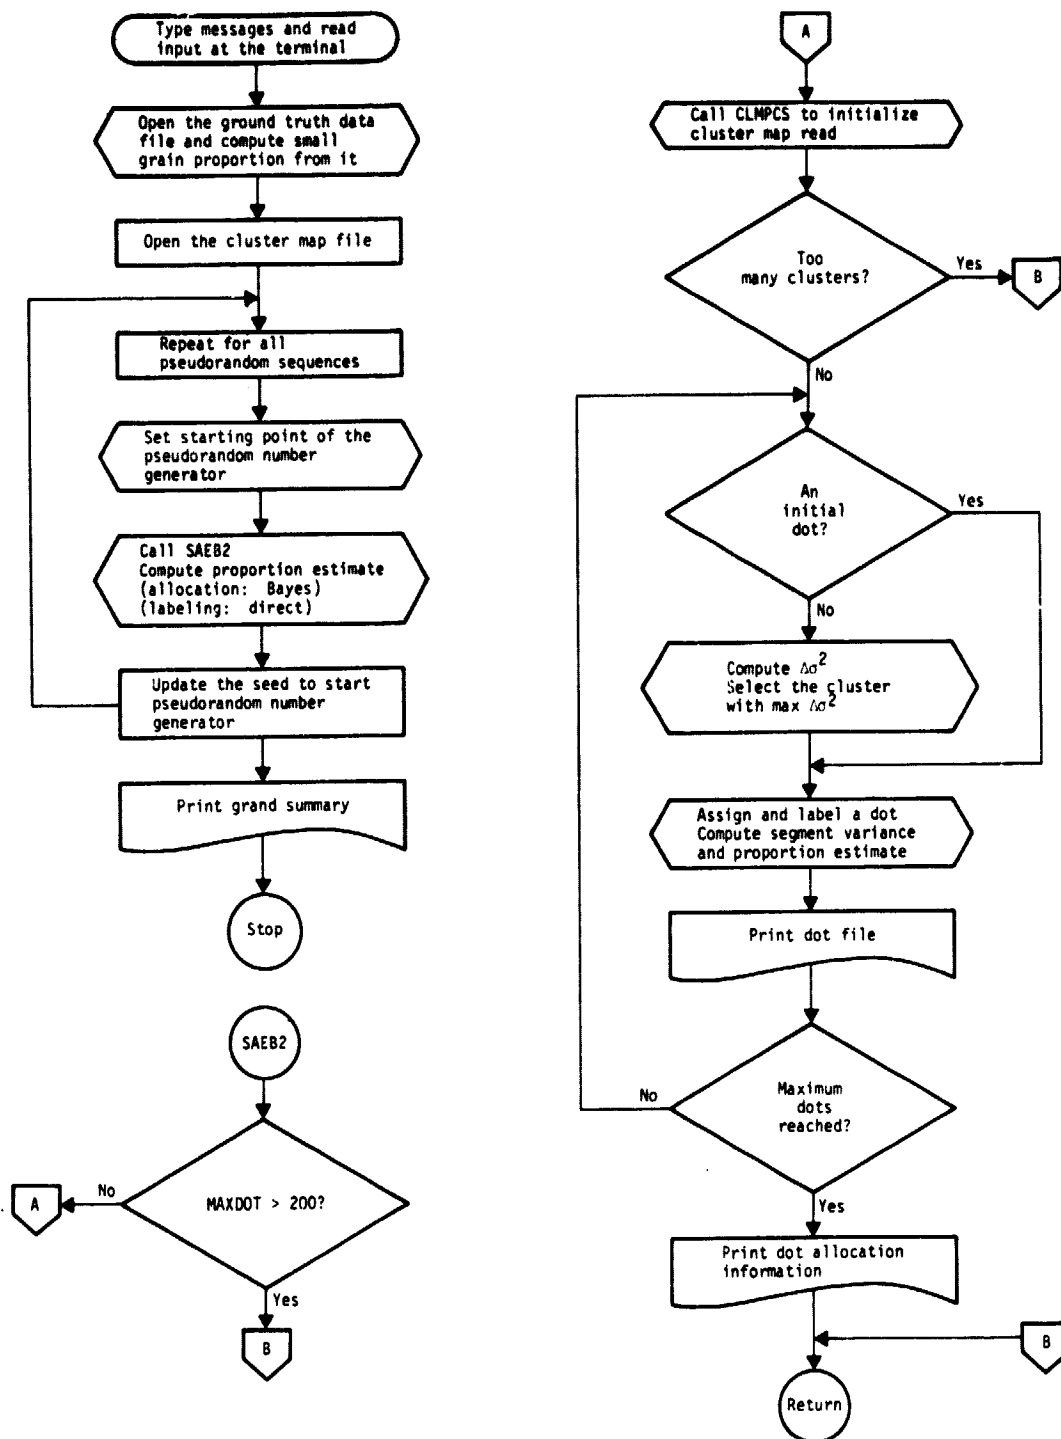 Type messages and read
input at the terminal
Open the ground truth data
file and compute small
grain proportion from it
Open the cluster map file
Repeat for all
pseudorandom sequences
Set starting point of the
pseudorandom number
generator
Call SAEB2
Compute proportion estimate
(allocation: Bayes)
(labeling: direct)
Update the seed to start
pseudorandom number
generator
Print grand summary
Stop
SAEB2
MAXDOT > 200?
No
A
Yes
B
A
Call CLMPCS to initialize
cluster map read
Too
many clusters?
Yes
B
No
An
initial
dot?
Yes
No
Compute Δσ²
Select the cluster
with max Δσ²
Assign and label a dot
Compute segment variance
and proportion estimate
Print dot file
Maximum
dots
reached?
No
Yes
Print dot allocation
information
B
Return